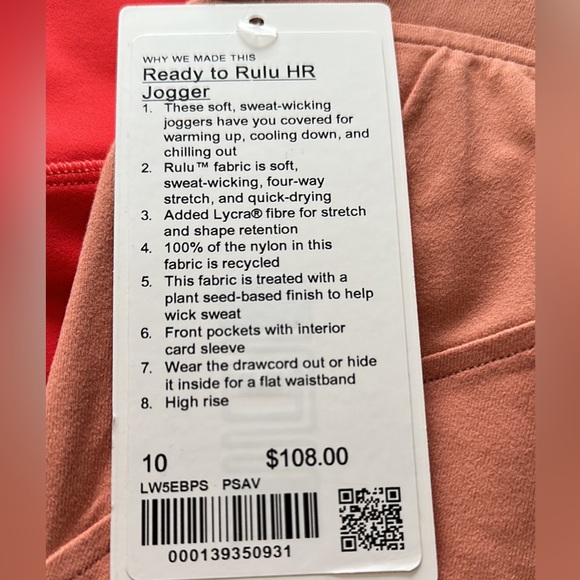 WHY WE MADE THIS
Ready to Rulu HR
Jogger
1. These soft, sweat-wicking
joggers have you covered for
warming up, cooling down, and
chilling out
2. Rulu™ fabric is soft,
sweat-wicking, four-way
stretch, and quick-drying
3. Added Lycra® fibre for stretch
and shape retention
4. 100% of the nylon in this
fabric is recycled
5. This fabric is treated with a
plant seed-based finish to help
wick sweat
6. Front pockets with interior
card sleeve
7. Wear the drawcord out or hide
it inside for a flat waistband
8. High rise
10 $108.00
LW5EBPS PSAV
000139350931